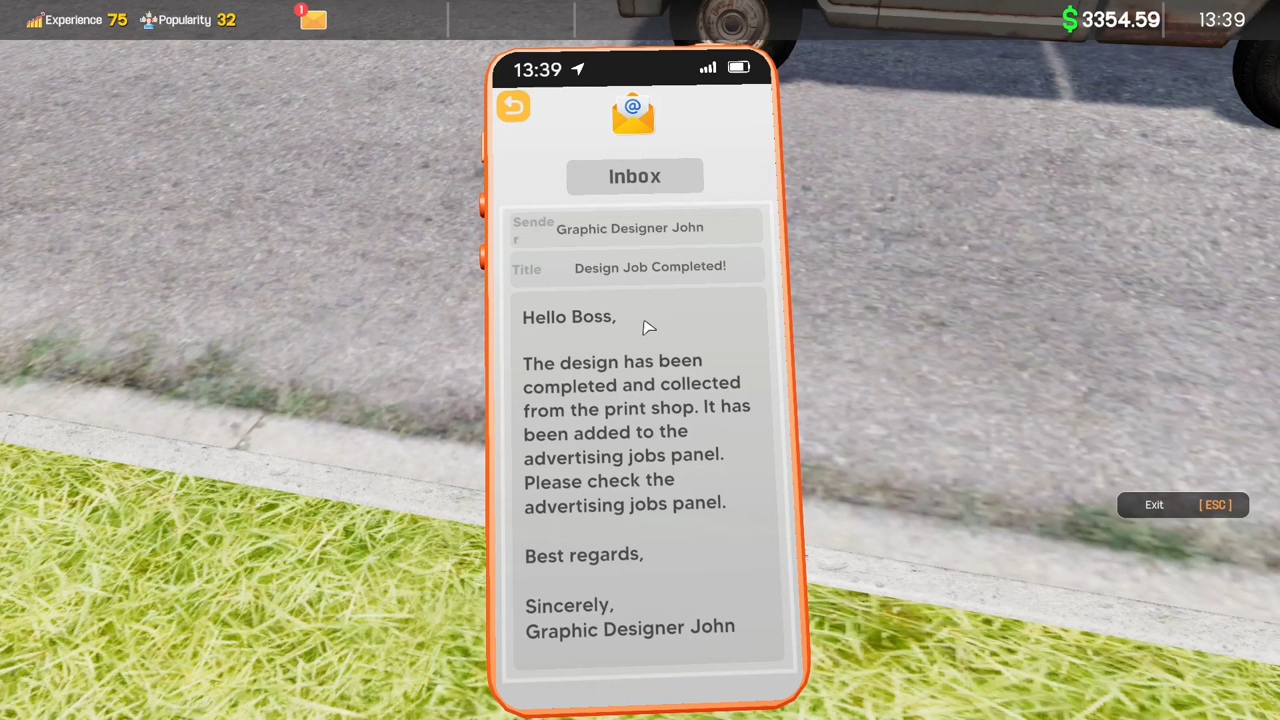 Experience 75 Popularity 32 1 $ 3354.59 13:39
13:39
@
Inbox
Sender Graphic Designer John
Title Design Job Completed!
Hello Boss,
The design has been
completed and collected
from the print shop. It has
been added to the
advertising jobs panel.
Please check the
advertising jobs panel.
Best regards,
Sincerely,
Graphic Designer John
Exit [ESC]